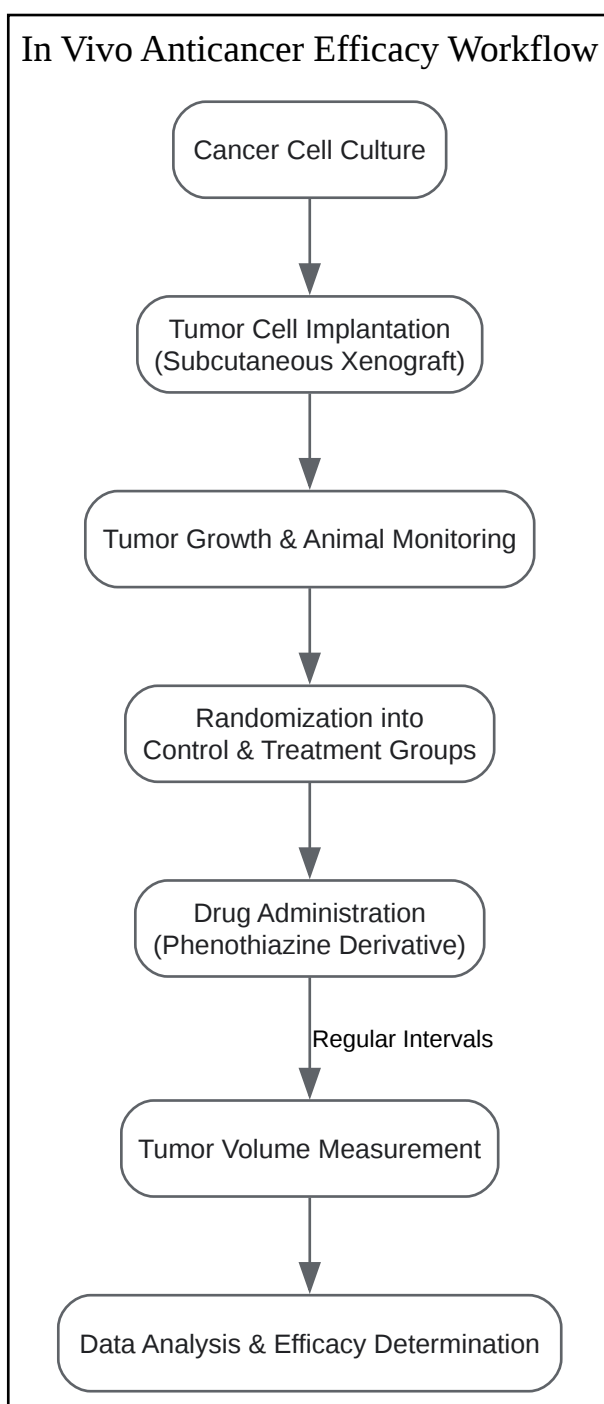 In Vivo Anticancer Efficacy Workflow
Cancer Cell Culture
Tumor Cell Implantation
(Subcutaneous Xenograft)
Tumor Growth & Animal Monitoring
Randomization into
Control & Treatment Groups
Drug Administration
(Phenothiazine Derivative)
Regular Intervals
Tumor Volume Measurement
Data Analysis & Efficacy Determination